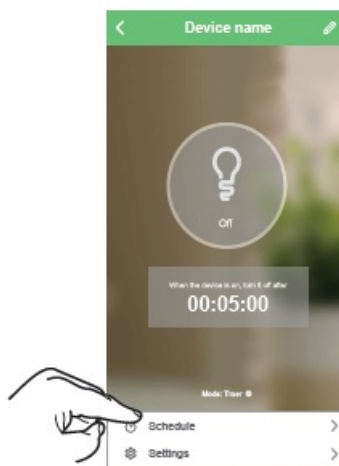 Device name
Off
When the device is on, turn it off after
00:05:00
Mode: Timer
Schedule
Settings